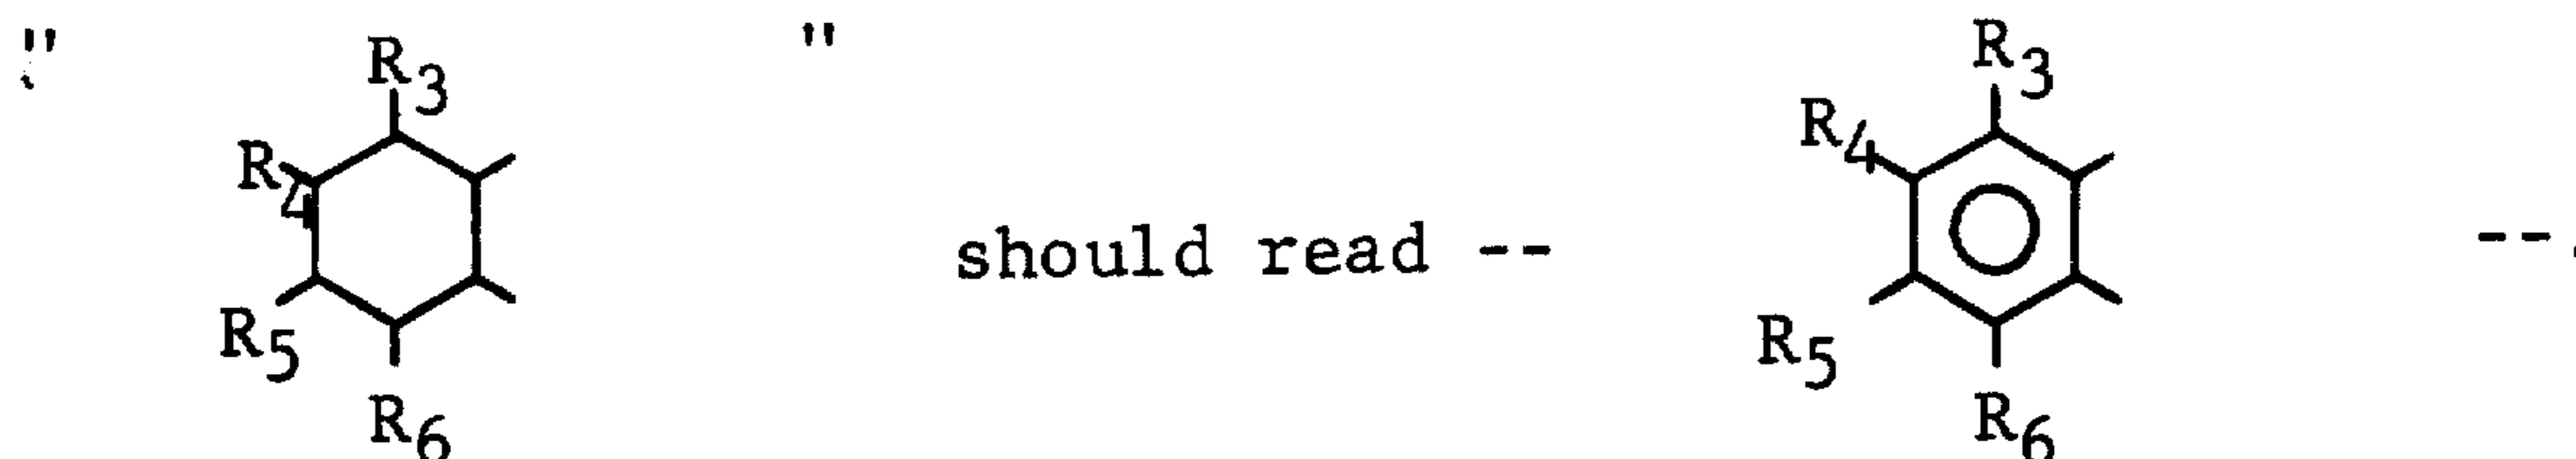 " R3 " R3
R4 R4
should read -- --.
R5 R5
R6 R6